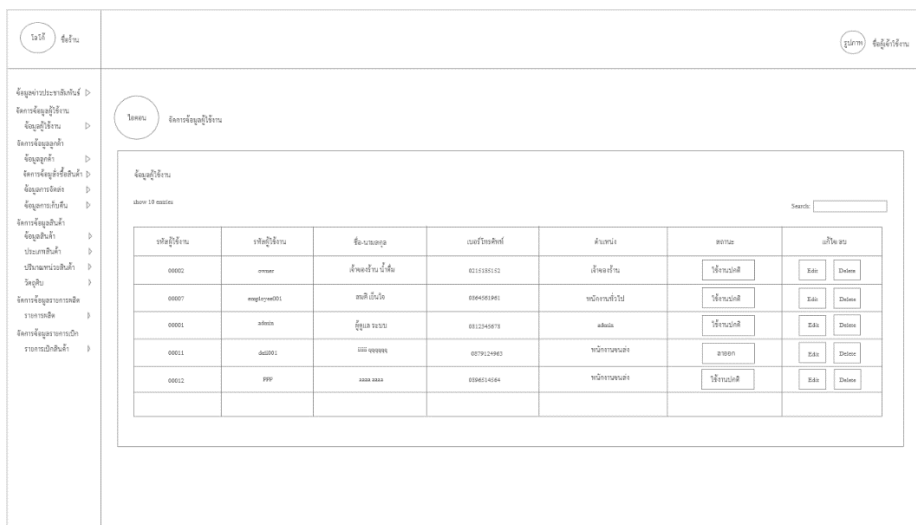 โลโก้ ชื่อร้าน
รูปภาพ ชื่อผู้เข้าใช้งาน
ข้อมูลข่าวประชาสัมพันธ์
จัดการข้อมูลผู้ใช้งาน
ข้อมูลผู้ใช้งาน
จัดการข้อมูลลูกค้า
ข้อมูลลูกค้า
จัดการข้อมูลสั่งซื้อสินค้า
ข้อมูลการจัดส่ง
ข้อมูลการเก็บคืน
จัดการข้อมูลสินค้า
ข้อมูลสินค้า
ประเภทสินค้า
ปริมาณหน่วยสินค้า
วัตถุดิบ
จัดการข้อมูลรายการผลิต
รายการผลิต
จัดการข้อมูลรายการเบิก
รายการเบิกสินค้า
ไอคอน จัดการข้อมูลผู้ใช้งาน
ข้อมูลผู้ใช้งาน
show 10 entries
Search:
รหัสผู้ใช้งาน รหัสผู้ใช้งาน ชื่อ-นามสกุล เบอร์โทรศัพท์ ตำแหน่ง สถานะ แก้ไข ลบ
00002 owner เจ้าของร้าน น้ำดื่ม 0215135152 เจ้าของร้าน ใช้งานปกติ Edit Delete
00007 employee001 สมศรี เย็นใจ 0364581961 พนักงานทั่วไป ใช้งานปกติ Edit Delete
00001 admin ผู้ดูแล ระบบ 0812345678 admin ใช้งานปกติ Edit Delete
00011 deli001 0879124963 พนักงานขนส่ง ลาออก Edit Delete
00012 0396514564 พนักงานขนส่ง ใช้งานปกติ Edit Delete